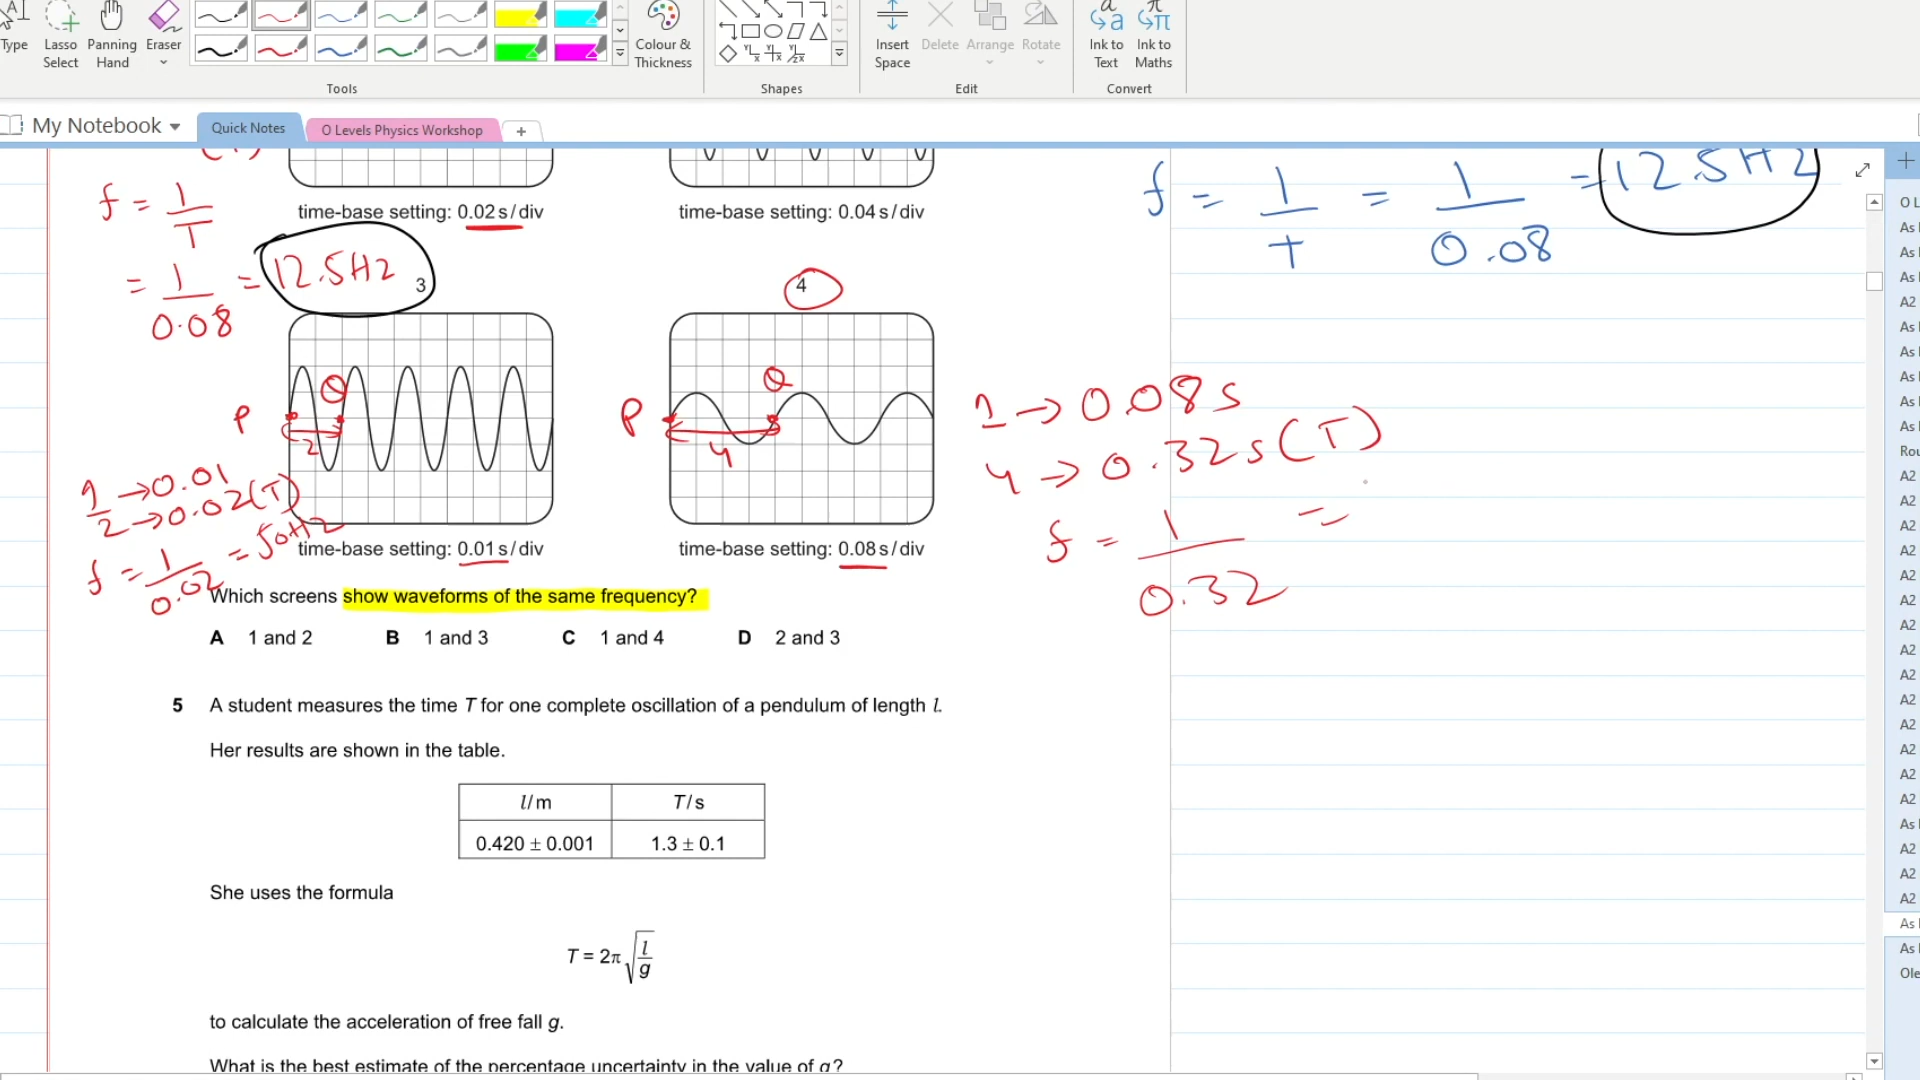 Type
Lasso Select
Panning Hand
Eraser
Colour & Thickness
Insert Space
Delete
Arrange
Rotate
Ink to Text
Ink to Maths
Tools
Shapes
Edit
Convert
My Notebook
Quick Notes
O Levels Physics Workshop
+
(T)
f = 1/T
= 1/0.08 = 12.5Hz
f = 1/T = 1/0.08 = 12.5Hz
time-base setting: 0.02 s / div
time-base setting: 0.04 s / div
3
4
P
Q
2
P
Q
4
1 → 0.01
2 → 0.02(T)
f = 1/0.02 = 50Hz
1 → 0.08s
4 → 0.32s(T)
f = 1/0.32 =
time-base setting: 0.01 s / div
time-base setting: 0.08 s / div
Which screens show waveforms of the same frequency?
A 1 and 2 B 1 and 3 C 1 and 4 D 2 and 3
5 A student measures the time T for one complete oscillation of a pendulum of length l.
Her results are shown in the table.
l/m T/s
0.420 ± 0.001 1.3 ± 0.1
She uses the formula
T = 2π√(l/g)
to calculate the acceleration of free fall g.
What is the best estimate of the percentage uncertainty in the value of g?